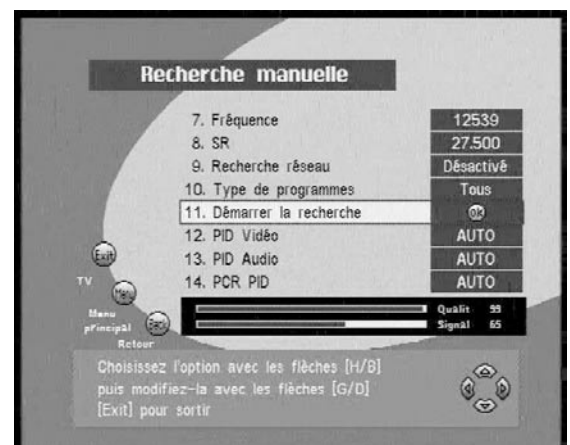 Recherche manuelle
7. Fréquence 12539
8. SR 27.500
9. Recherche réseau Désactivé
10. Type de programmes Tous
11. Démarrer la recherche OK
12. PID Vidéo AUTO
13. PID Audio AUTO
14. PCR PID AUTO
Exit
TV
Menu
Menu
principal
Retour
Qualit 99
Signal 65
Choisissez l'option avec les flèches [H/B]
puis modifiez-la avec les flèches [G/D]
[Exit] pour sortir